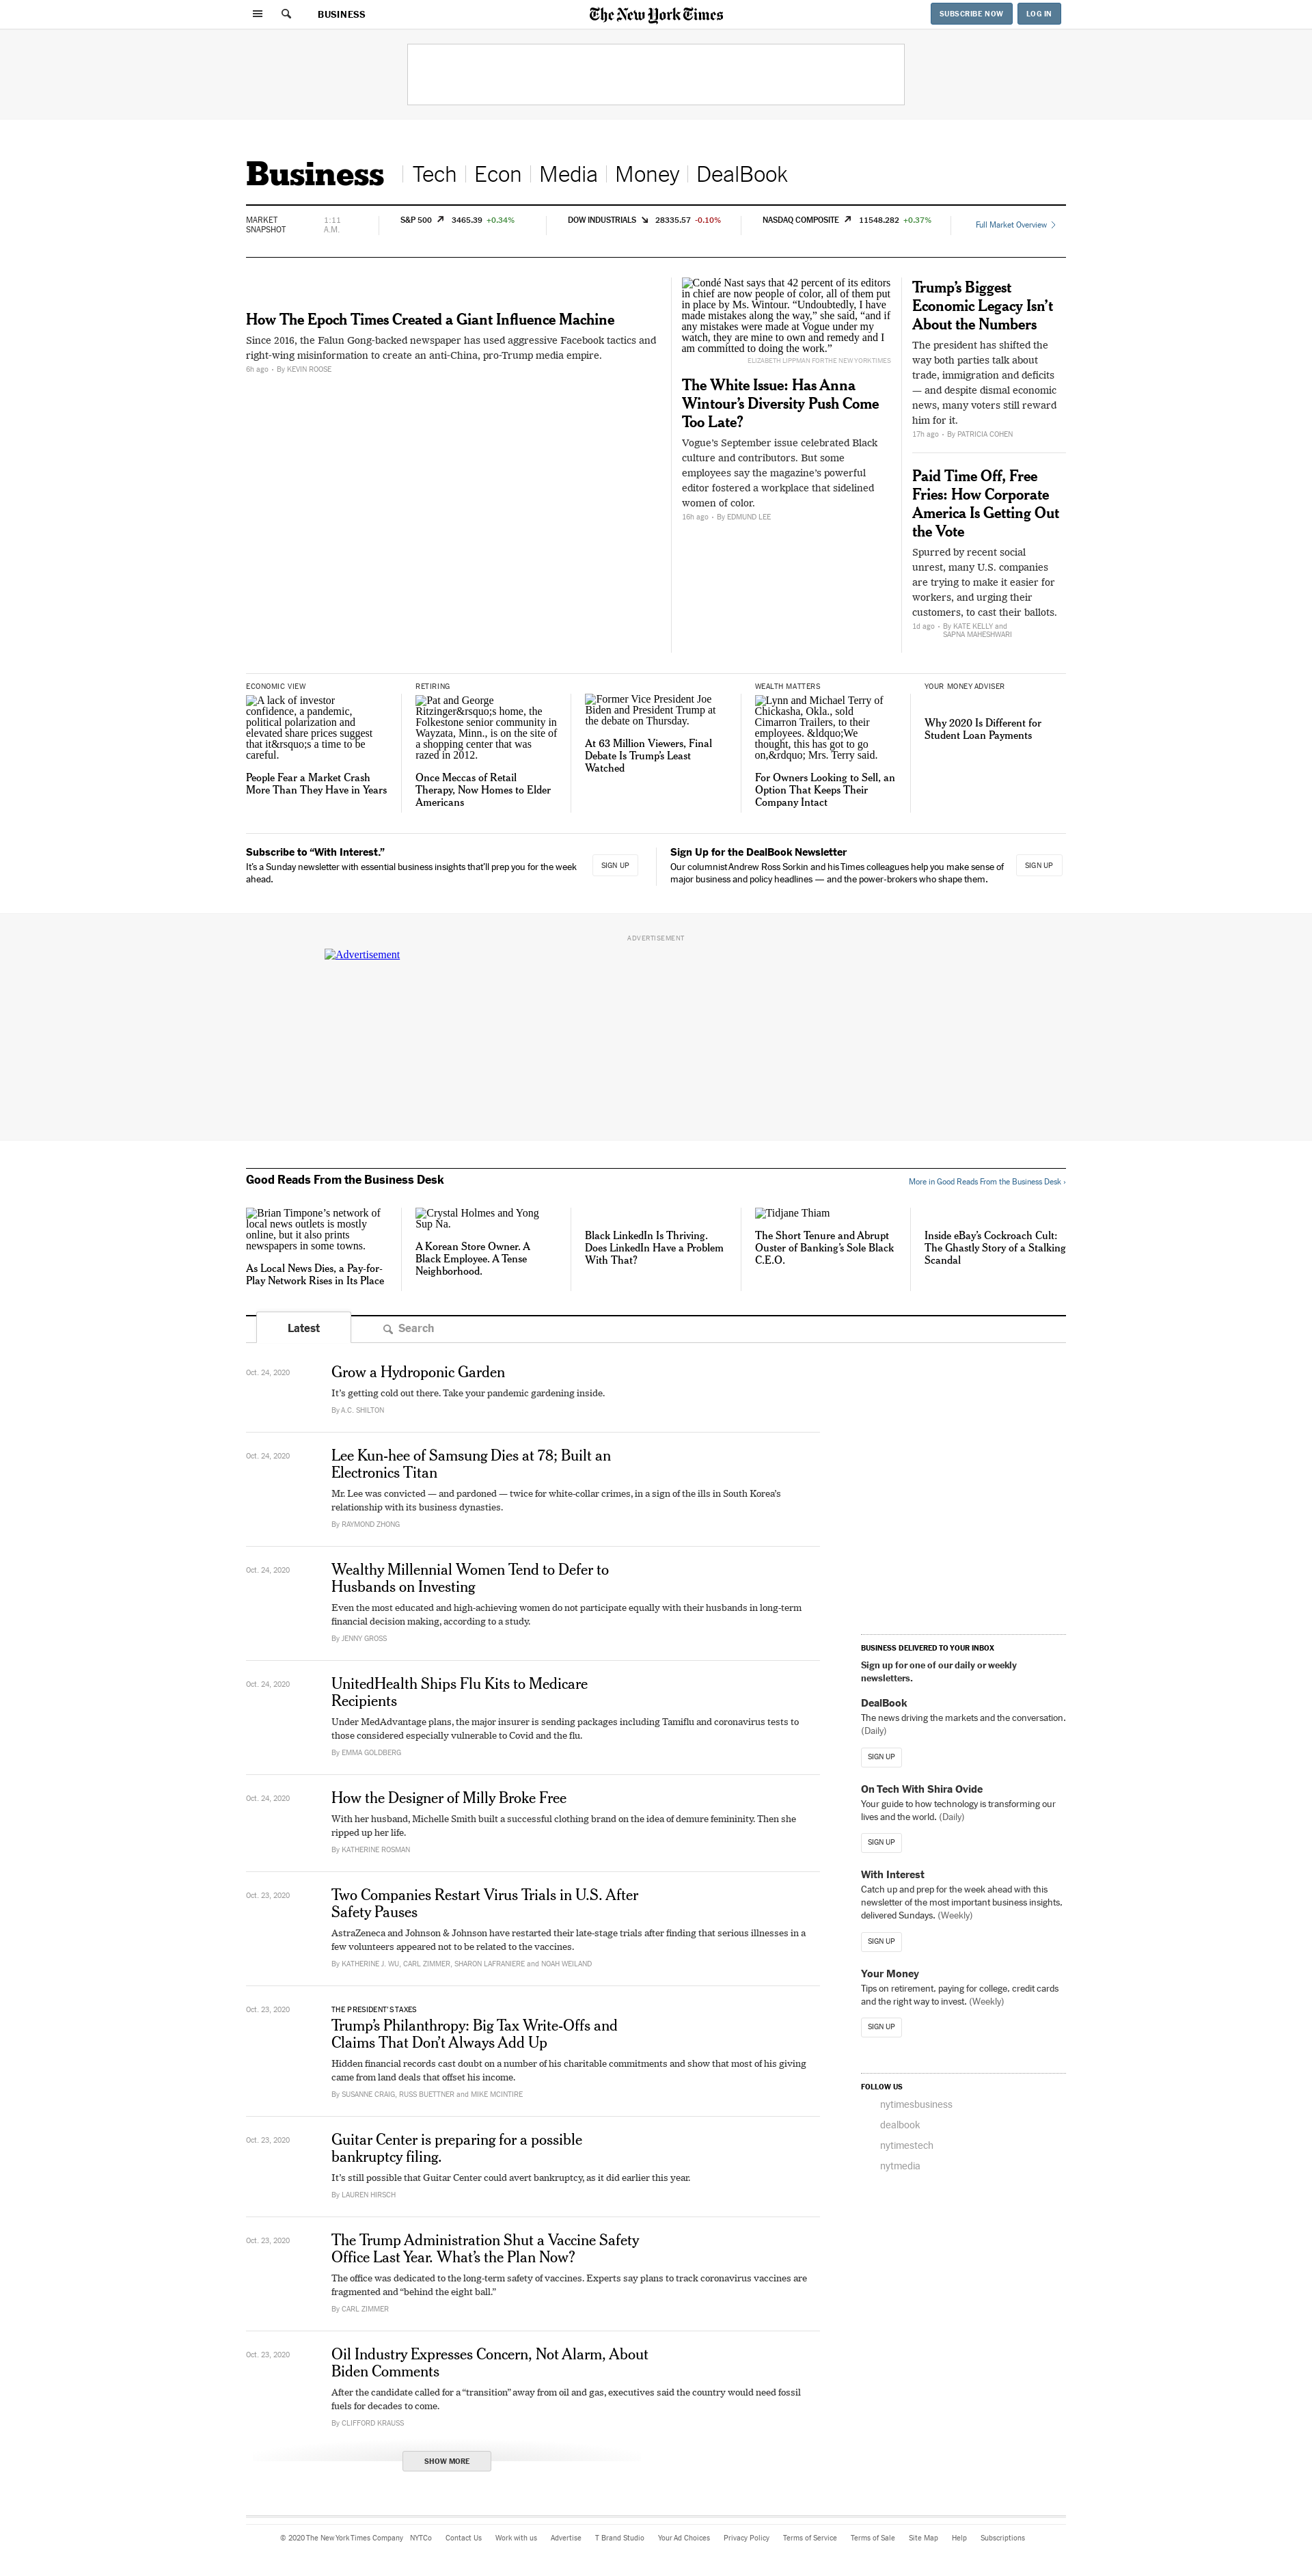 BUSINESS
The New York Times
SUBSCRIBE NOW
LOG IN
Business
Tech
Econ
Media
Money
DealBook
MARKET
SNAPSHOT
1:11
A.M.
S&P 500 3465.39 +0.34%
DOW INDUSTRIALS 28335.57 -0.10%
NASDAQ COMPOSITE 11548.282 +0.37%
Full Market Overview
How The Epoch Times Created a Giant Influence Machine
Since 2016, the Falun Gong-backed newspaper has used aggressive Facebook tactics and
right-wing misinformation to create an anti-China, pro-Trump media empire.
6h ago • By KEVIN ROOSE
Condé Nast says that 42 percent of its editors
in chief are now people of color, all of them put
in place by Ms. Wintour. “Undoubtedly, I have
made mistakes along the way,” she said, “and if
any mistakes were made at Vogue under my
watch, they are mine to own and remedy and I
am committed to doing the work.”
ELIZABETH LIPPMAN FOR THE NEW YORK TIMES
The White Issue: Has Anna
Wintour’s Diversity Push Come
Too Late?
Vogue’s September issue celebrated Black
culture and contributors. But some
employees say the magazine’s powerful
editor fostered a workplace that sidelined
women of color.
16h ago • By EDMUND LEE
Trump’s Biggest
Economic Legacy Isn’t
About the Numbers
The president has shifted the
way both parties talk about
trade, immigration and deficits
— and despite dismal economic
news, many voters still reward
him for it.
17h ago • By PATRICIA COHEN
Paid Time Off, Free
Fries: How Corporate
America Is Getting Out
the Vote
Spurred by recent social
unrest, many U.S. companies
are trying to make it easier for
workers, and urging their
customers, to cast their ballots.
1d ago • By KATE KELLY and
SAPNA MAHESHWARI
ECONOMIC VIEW
A lack of investor
confidence, a pandemic,
political polarization and
elevated share prices suggest
that it&rsquo;s a time to be
careful.
People Fear a Market Crash
More Than They Have in Years
RETIRING
Pat and George
Ritzinger&rsquo;s home, the
Folkestone senior community in
Wayzata, Minn., is on the site of
a shopping center that was
razed in 2012.
Once Meccas of Retail
Therapy, Now Homes to Elder
Americans
Former Vice President Joe
Biden and President Trump at
the debate on Thursday.
At 63 Million Viewers, Final
Debate Is Trump’s Least
Watched
WEALTH MATTERS
Lynn and Michael Terry of
Chickasha, Okla., sold
Cimarron Trailers, to their
employees. &ldquo;We
thought, this has got to go
on,&rdquo; Mrs. Terry said.
For Owners Looking to Sell, an
Option That Keeps Their
Company Intact
YOUR MONEY ADVISER
Why 2020 Is Different for
Student Loan Payments
Subscribe to “With Interest.”
It’s a Sunday newsletter with essential business insights that’ll prep you for the week
ahead.
SIGN UP
Sign Up for the DealBook Newsletter
Our columnist Andrew Ross Sorkin and his Times colleagues help you make sense of
major business and policy headlines — and the power-brokers who shape them.
SIGN UP
ADVERTISEMENT
Advertisement
Good Reads From the Business Desk
More in Good Reads From the Business Desk ›
Brian Timpone’s network of
local news outlets is mostly
online, but it also prints
newspapers in some towns.
As Local News Dies, a Pay-for-
Play Network Rises in Its Place
Crystal Holmes and Yong
Sup Na.
A Korean Store Owner. A
Black Employee. A Tense
Neighborhood.
Black LinkedIn Is Thriving.
Does LinkedIn Have a Problem
With That?
Tidjane Thiam
The Short Tenure and Abrupt
Ouster of Banking’s Sole Black
C.E.O.
Inside eBay’s Cockroach Cult:
The Ghastly Story of a Stalking
Scandal
Latest
Search
Oct. 24, 2020
Grow a Hydroponic Garden
It’s getting cold out there. Take your pandemic gardening inside.
By A.C. SHILTON
Oct. 24, 2020
Lee Kun-hee of Samsung Dies at 78; Built an
Electronics Titan
Mr. Lee was convicted — and pardoned — twice for white-collar crimes, in a sign of the ills in South Korea’s
relationship with its business dynasties.
By RAYMOND ZHONG
Oct. 24, 2020
Wealthy Millennial Women Tend to Defer to
Husbands on Investing
Even the most educated and high-achieving women do not participate equally with their husbands in long-term
financial decision making, according to a study.
By JENNY GROSS
Oct. 24, 2020
UnitedHealth Ships Flu Kits to Medicare
Recipients
Under MedAdvantage plans, the major insurer is sending packages including Tamiflu and coronavirus tests to
those considered especially vulnerable to Covid and the flu.
By EMMA GOLDBERG
Oct. 24, 2020
How the Designer of Milly Broke Free
With her husband, Michelle Smith built a successful clothing brand on the idea of demure femininity. Then she
ripped up her life.
By KATHERINE ROSMAN
Oct. 23, 2020
Two Companies Restart Virus Trials in U.S. After
Safety Pauses
AstraZeneca and Johnson & Johnson have restarted their late-stage trials after finding that serious illnesses in a
few volunteers appeared not to be related to the vaccines.
By KATHERINE J. WU, CARL ZIMMER, SHARON LAFRANIERE and NOAH WEILAND
Oct. 23, 2020
THE PRESIDENT’S TAXES
Trump’s Philanthropy: Big Tax Write-Offs and
Claims That Don’t Always Add Up
Hidden financial records cast doubt on a number of his charitable commitments and show that most of his giving
came from land deals that offset his income.
By SUSANNE CRAIG, RUSS BUETTNER and MIKE MCINTIRE
Oct. 23, 2020
Guitar Center is preparing for a possible
bankruptcy filing.
It’s still possible that Guitar Center could avert bankruptcy, as it did earlier this year.
By LAUREN HIRSCH
Oct. 23, 2020
The Trump Administration Shut a Vaccine Safety
Office Last Year. What’s the Plan Now?
The office was dedicated to the long-term safety of vaccines. Experts say plans to track coronavirus vaccines are
fragmented and “behind the eight ball.”
By CARL ZIMMER
Oct. 23, 2020
Oil Industry Expresses Concern, Not Alarm, About
Biden Comments
After the candidate called for a “transition” away from oil and gas, executives said the country would need fossil
fuels for decades to come.
By CLIFFORD KRAUSS
SHOW MORE
BUSINESS DELIVERED TO YOUR INBOX
Sign up for one of our daily or weekly
newsletters.
DealBook
The news driving the markets and the conversation.
(Daily)
SIGN UP
On Tech With Shira Ovide
Your guide to how technology is transforming our
lives and the world. (Daily)
SIGN UP
With Interest
Catch up and prep for the week ahead with this
newsletter of the most important business insights,
delivered Sundays. (Weekly)
SIGN UP
Your Money
Tips on retirement, paying for college, credit cards
and the right way to invest. (Weekly)
SIGN UP
FOLLOW US
nytimesbusiness
dealbook
nytimestech
nytmedia
© 2020 The New York Times Company NYTCo Contact Us Work with us Advertise T Brand Studio Your Ad Choices Privacy Policy Terms of Service Terms of Sale Site Map Help Subscriptions